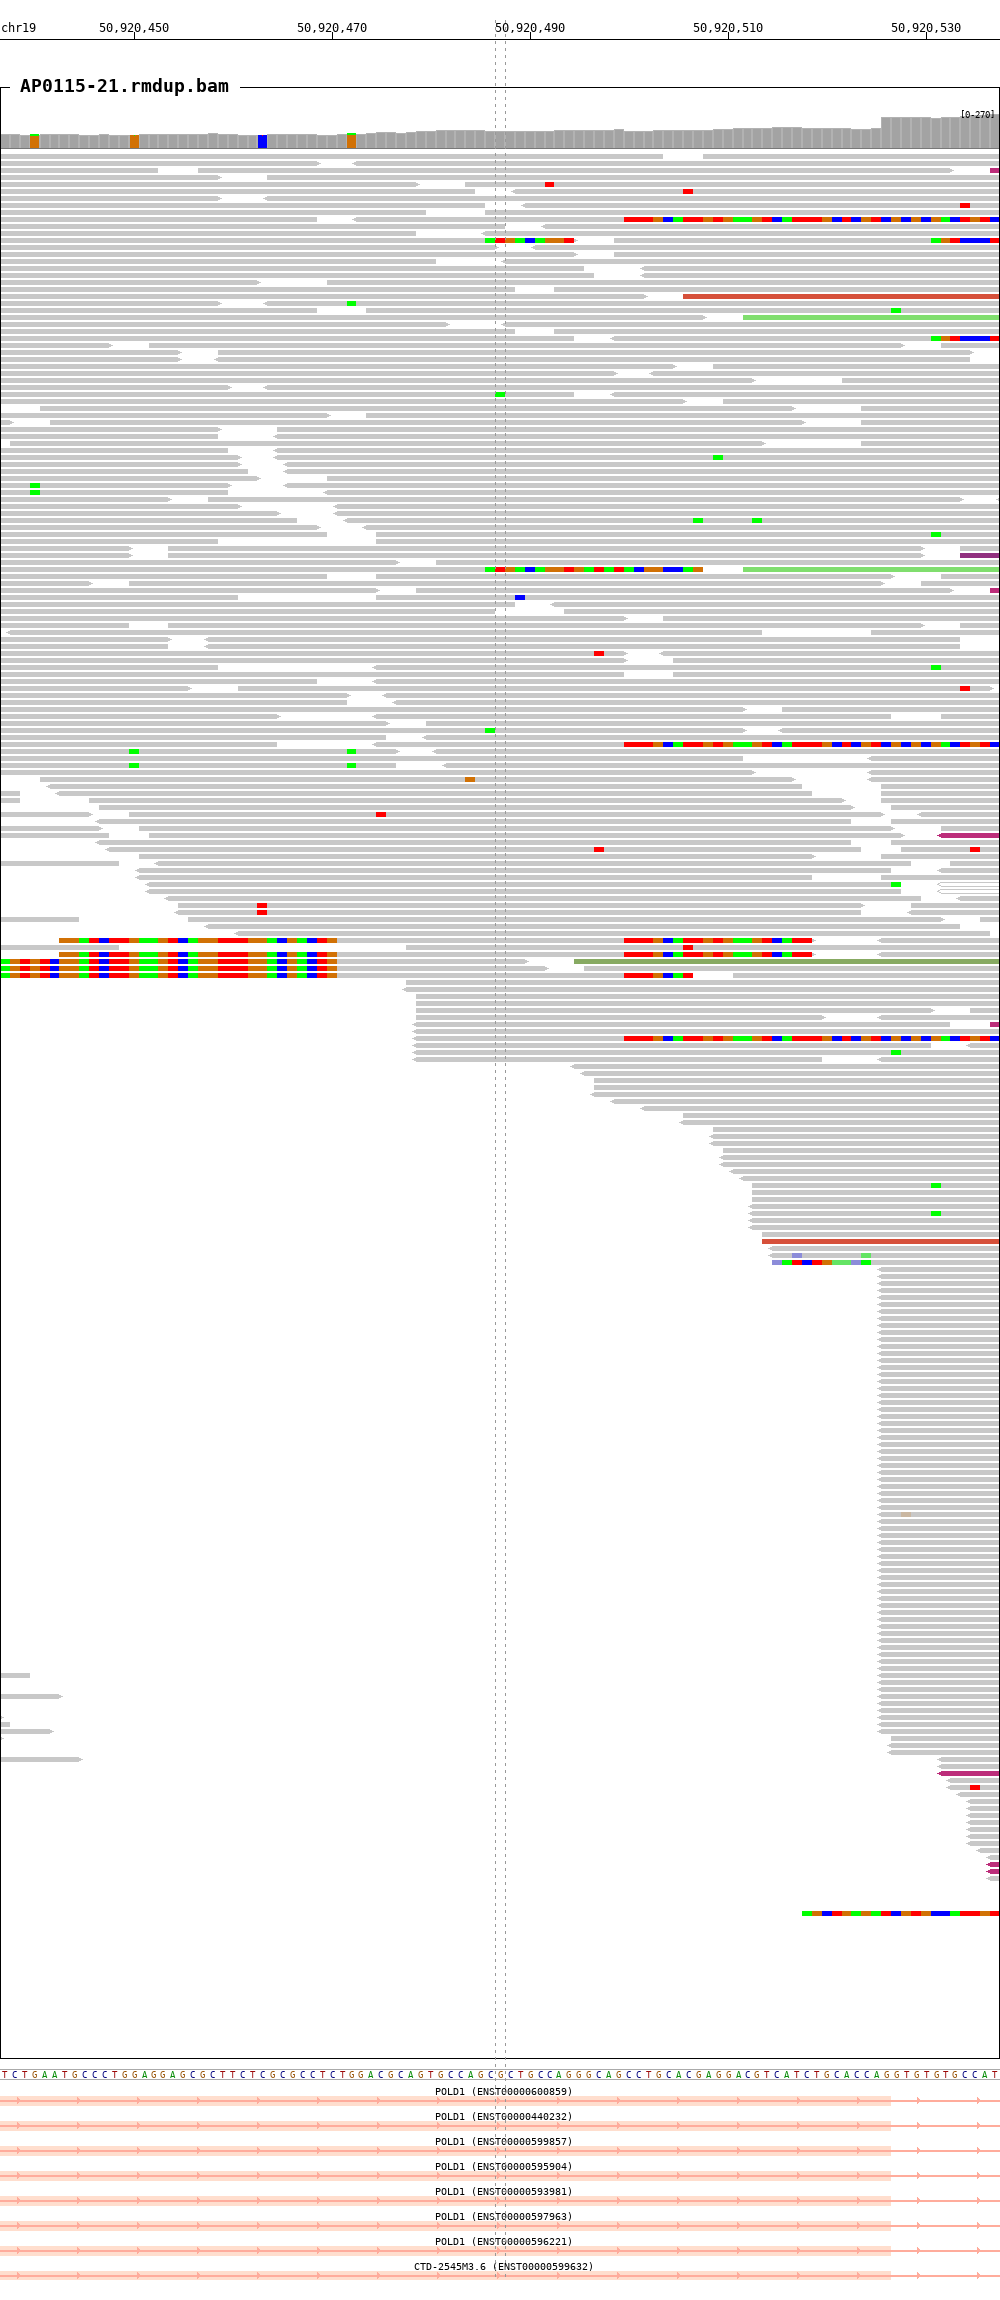 chr19 50,920,450 50,920,470 50,920,490 50,920,510 50,920,530
AP0115-21.rmdup.bam
[0-270]
TCTGAATGCCCTGGAGGAGCGCTTCTCGCGCCTCTGGACGCAGTGCCAGCGCTGCCAGGGCAGCCTGCACGAGGACGTCATCTGCACCAGGTGTGTGCCAT
POLD1 (ENST00000600859)
POLD1 (ENST00000440232)
POLD1 (ENST00000599857)
POLD1 (ENST00000595904)
POLD1 (ENST00000593981)
POLD1 (ENST00000597963)
POLD1 (ENST00000596221)
CTD-2545M3.6 (ENST00000599632)